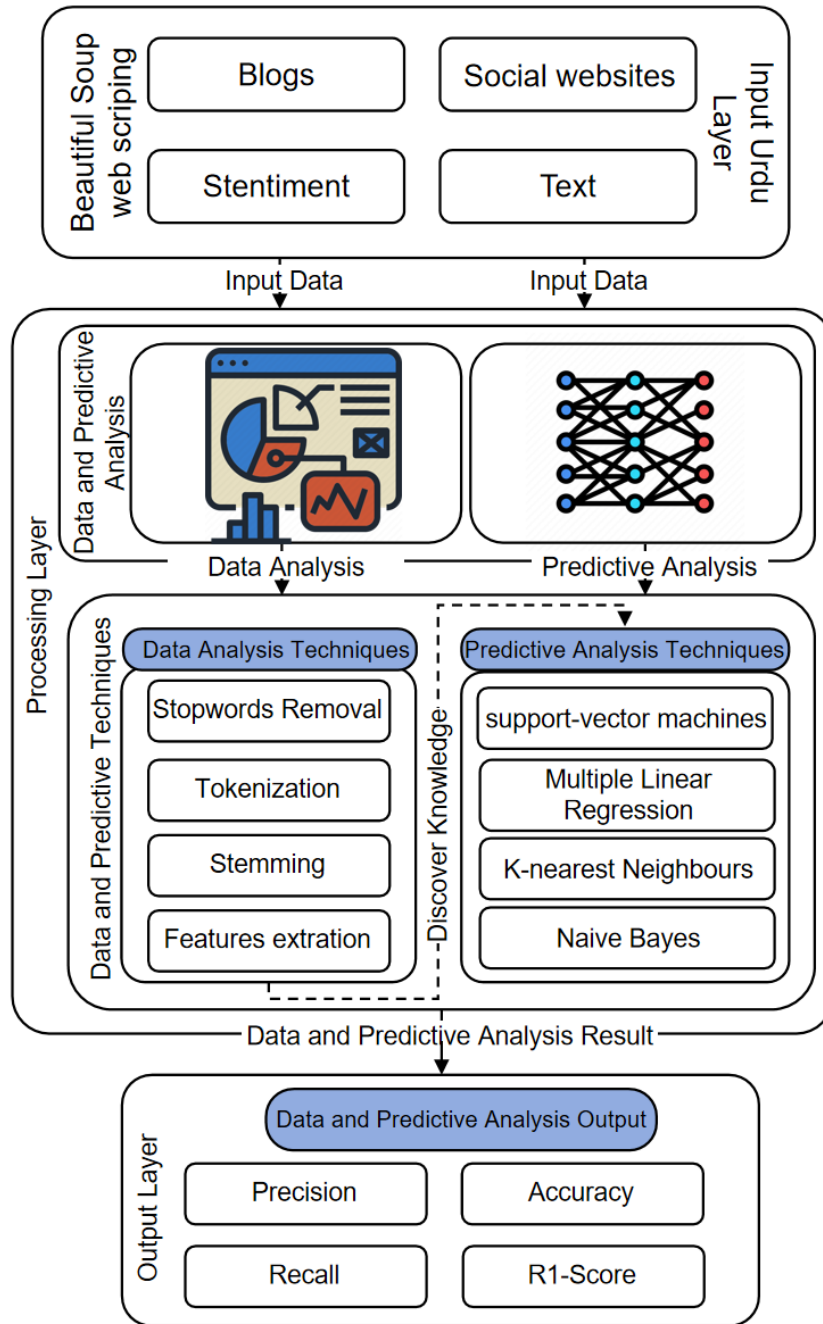 Beautiful Soup
web scriping
Blogs
Social websites
Stentiment
Text
Input Urdu
Layer
Input Data
Input Data
Processing Layer
Data and Predictive
Analysis
Data Analysis
Predictive Analysis
Data and Predictive Techniques
Data Analysis Techniques
Stopwords Removal
Tokenization
Stemming
Features extration
Discover Knowledge
Predictive Analysis Techniques
support-vector machines
Multiple Linear
Regression
K-nearest Neighbours
Naive Bayes
Data and Predictive Analysis Result
Output Layer
Data and Predictive Analysis Output
Precision
Accuracy
Recall
R1-Score